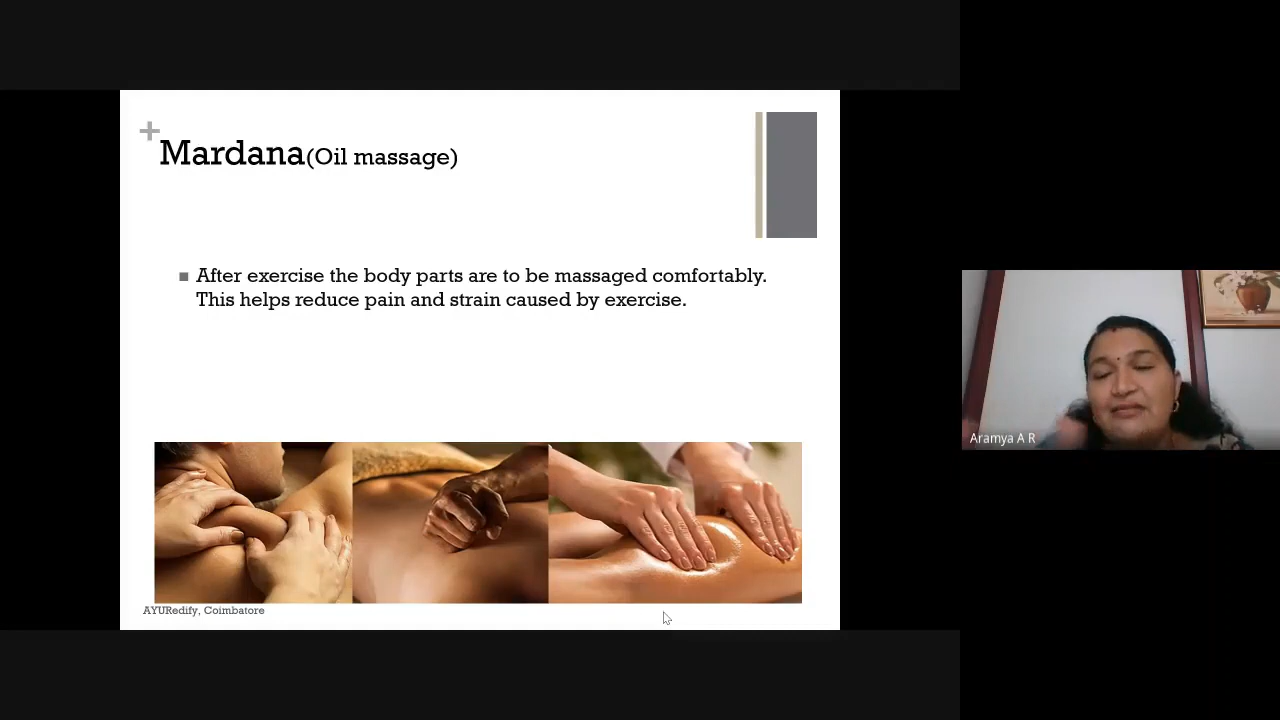 +
Mardana(Oil massage)
■ After exercise the body parts are to be massaged comfortably.
This helps reduce pain and strain caused by exercise.
AYURedify, Coimbatore
Aramya A R